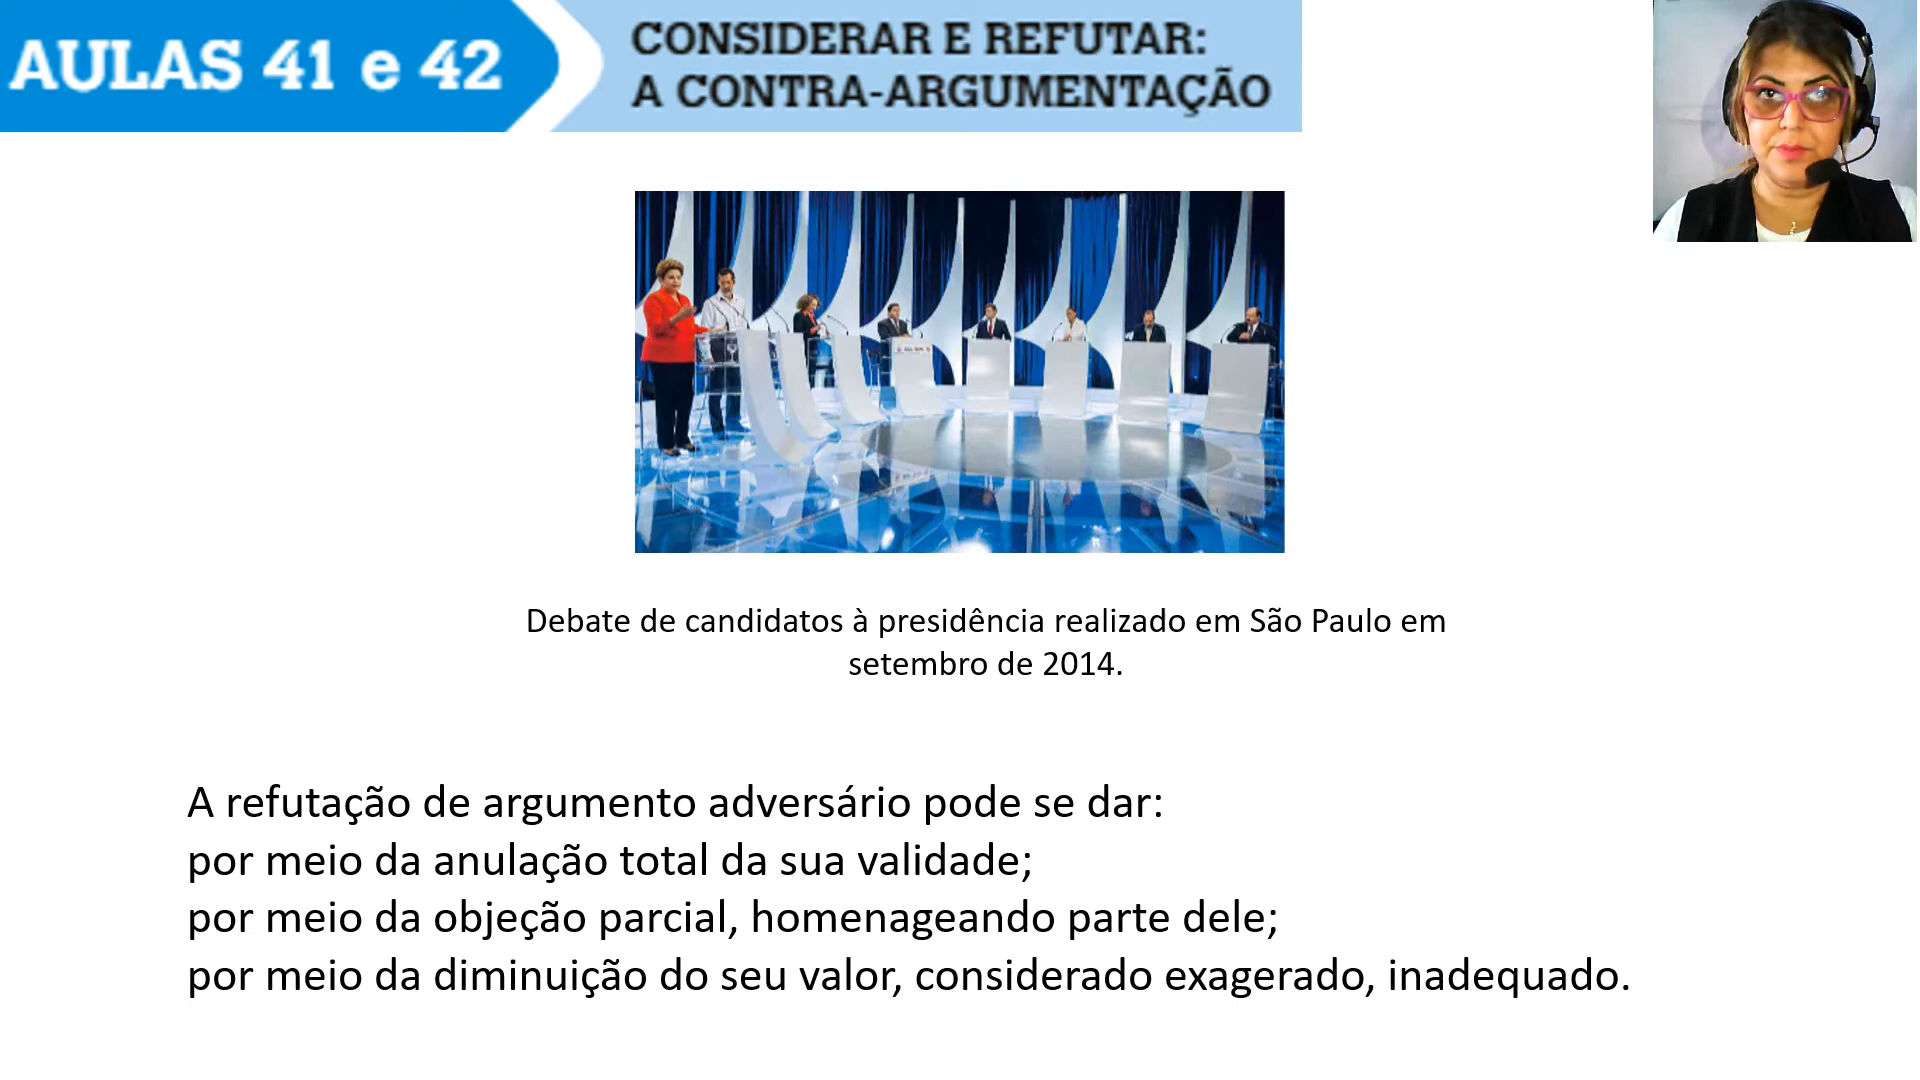 AULAS 41 e 42
CONSIDERAR E REFUTAR:
A CONTRA-ARGUMENTAÇÃO
Debate de candidatos à presidência realizado em São Paulo em
setembro de 2014.
A refutação de argumento adversário pode se dar:
por meio da anulação total da sua validade;
por meio da objeção parcial, homenageando parte dele;
por meio da diminuição do seu valor, considerado exagerado, inadequado.